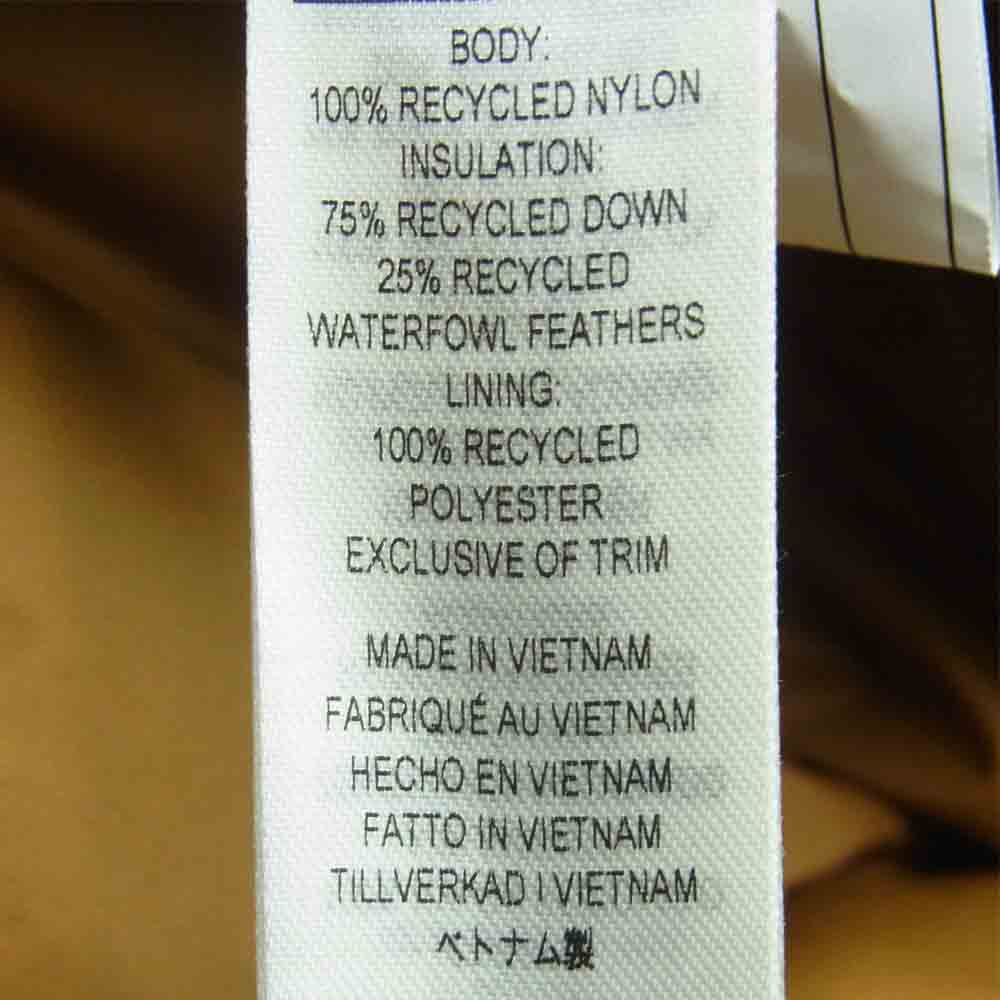 BODY:
100% RECYCLED NYLON
INSULATION:
75% RECYCLED DOWN
25% RECYCLED
WATERFOWL FEATHERS
LINING:
100% RECYCLED
POLYESTER
EXCLUSIVE OF TRIM
MADE IN VIETNAM
FABRIQUÉ AU VIETNAM
HECHO EN VIETNAM
FATTO IN VIETNAM
TILLVERKAD I VIETNAM
ベトナム製